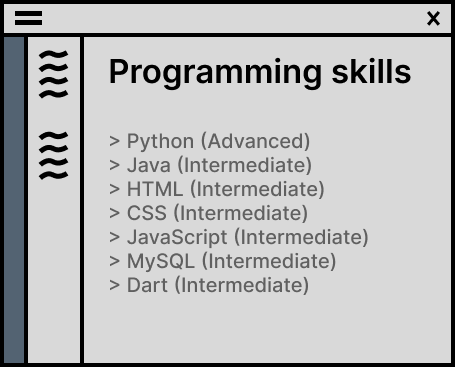 Programming skills
> Python (Advanced)
> Java (Intermediate)
> HTML (Intermediate)
> CSS (Intermediate)
> JavaScript (Intermediate)
> MySQL (Intermediate)
> Dart (Intermediate)